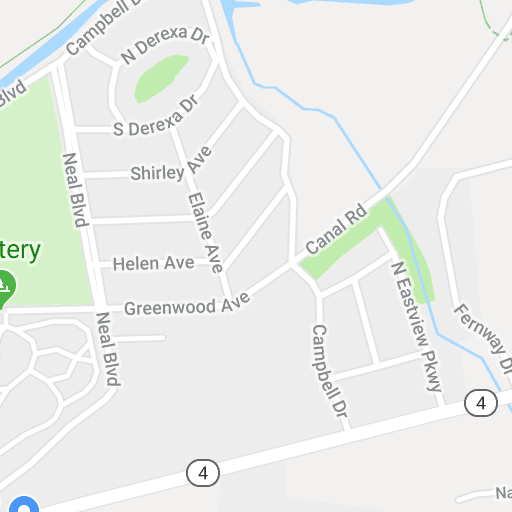 Campbell D
N Derexa Dr
Blvd
S Derexa Dr
Shirley Ave
Neal Blvd
Elaine Ave
Canal Rd
tery
Helen Ave
N Eastview Pkwy
Greenwood Ave
Neal Blvd
Campbell Dr
Fernway Dr
4
4
Na